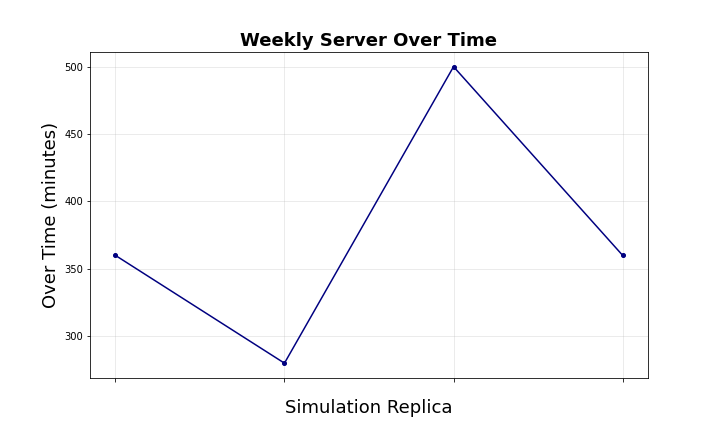 Weekly Server Over Time
500
450
400
350
300
Over Time (minutes)
Simulation Replica